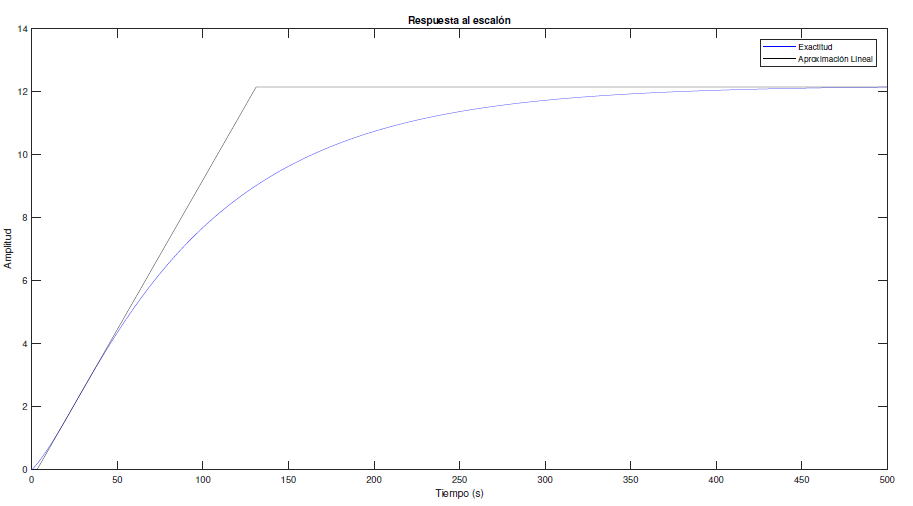 Respuesta al escalón
14
12
10
8
6
4
2
0
Amplitud
Exactitud
Aproximación Lineal
0 50 100 150 200 250 300 350 400 450 500
Tiempo (s)